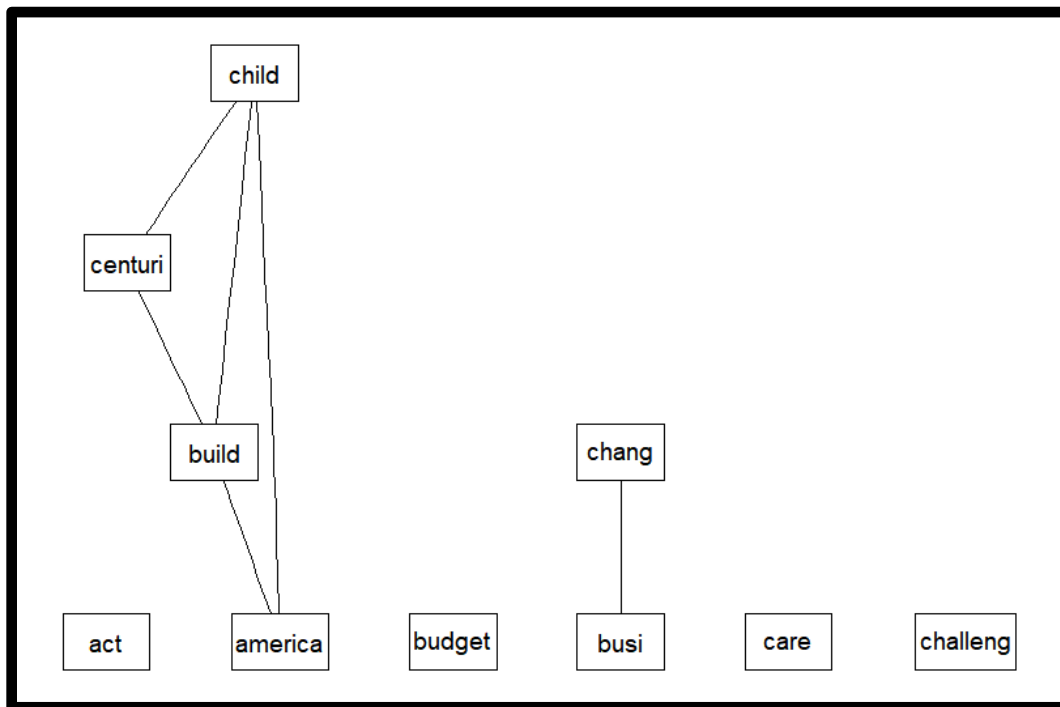 child
centuri
build
chang
act
america
budget
busi
care
challeng